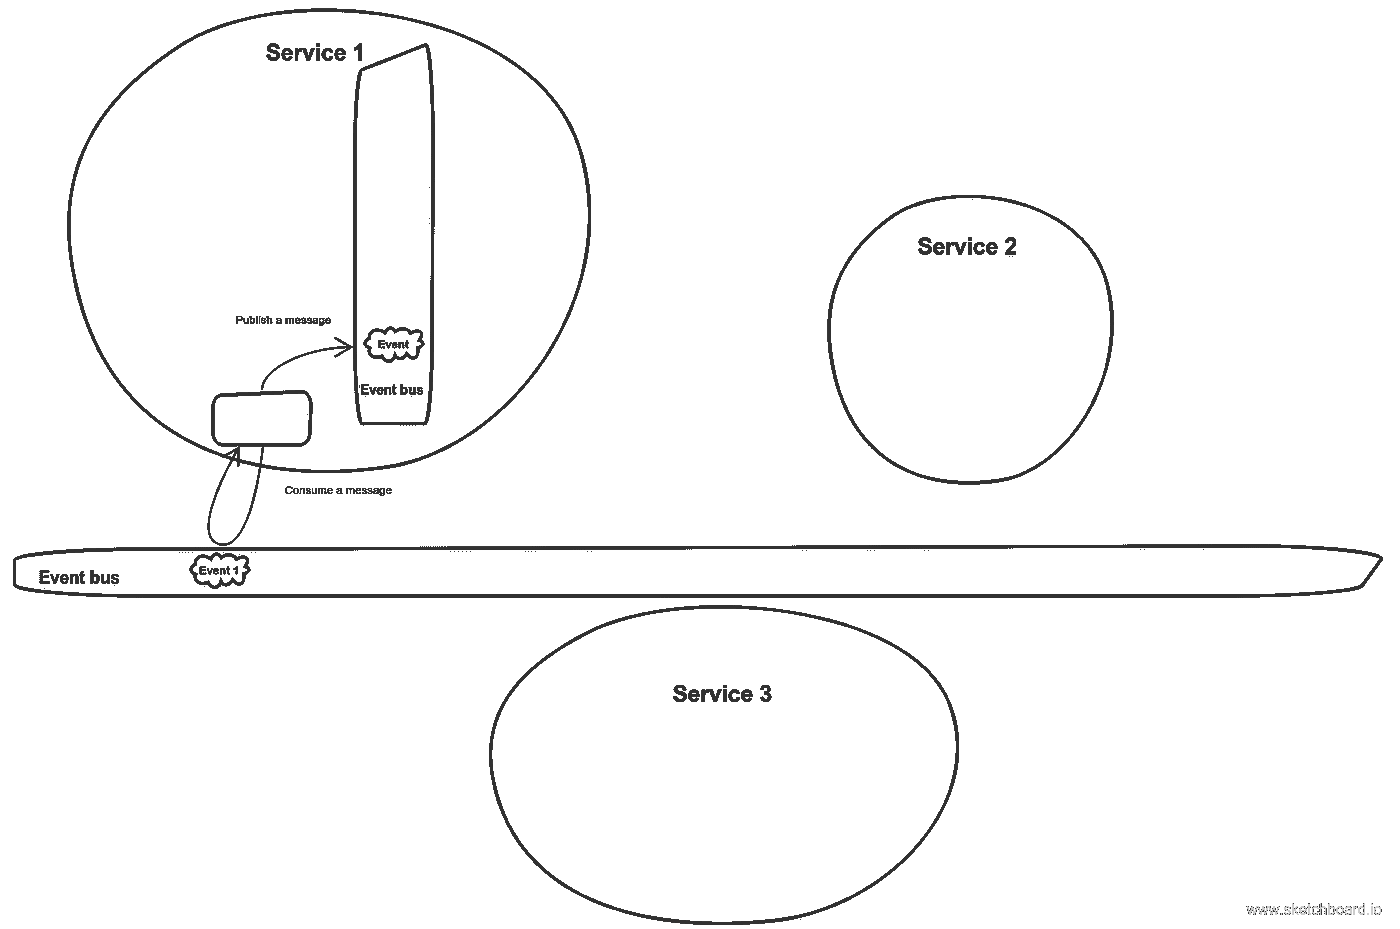 Service 1
Service 2
Publish a message
Event
Event bus
Consume a message
Event bus
Event 1
Service 3
www.sketchboard.io